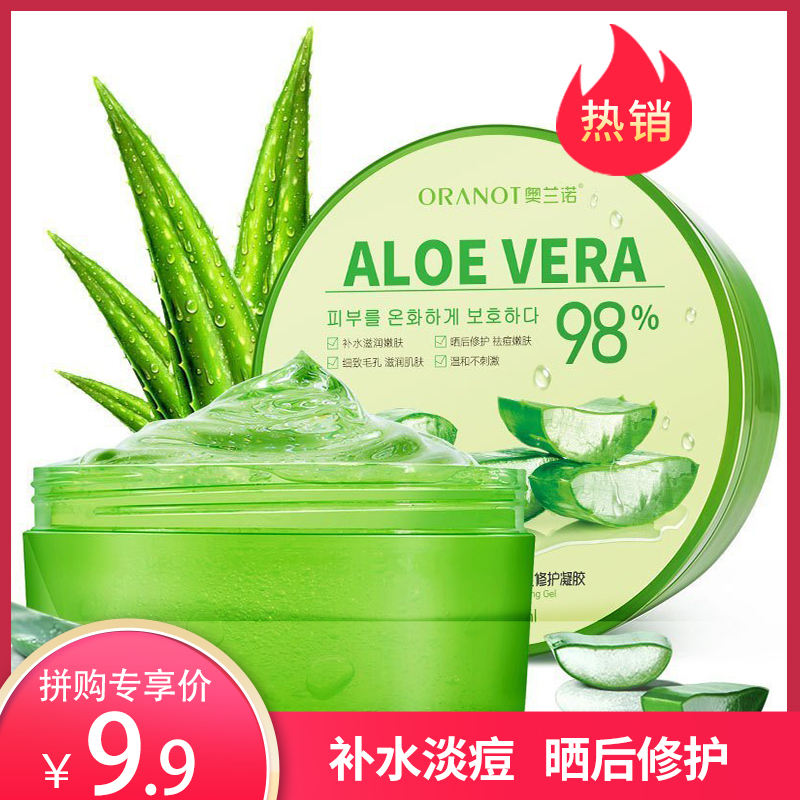 热销
ORANOT奥兰诺®
ALOE VERA
피부를 온화하게 보호하다
98%
补水滋润嫩肤 晒后修护 祛痘嫩肤
细致毛孔 滋润肌肤 温和不刺激
修护凝胶
Gel
拼购专享价
¥9.9
补水淡痘 晒后修护